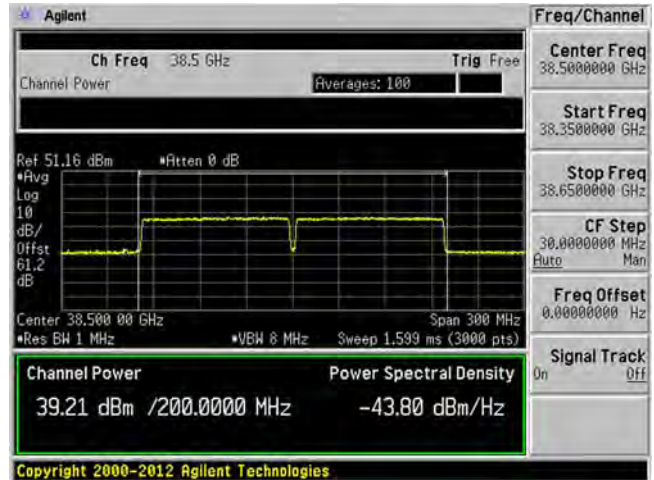 Agilent
Freq/Channel
Ch Freq 38.5 GHz Trig Free
Channel Power Averages: 100
Center Freq
38.5000000 GHz
Start Freq
38.3500000 GHz
Stop Freq
38.6500000 GHz
CF Step
30.0000000 MHz
Auto Man
Freq Offset
0.00000000 Hz
Signal Track
On Off
Ref 51.16 dBm *Atten 0 dB
*Avg
Log
10
dB/
Offst
61.2
dB
Center 38.500 00 GHz Span 300 MHz
*Res BW 1 MHz *VBW 8 MHz Sweep 1.599 ms (3000 pts)
Channel Power Power Spectral Density
39.21 dBm /200.0000 MHz -43.80 dBm/Hz
Copyright 2000-2012 Agilent Technologies